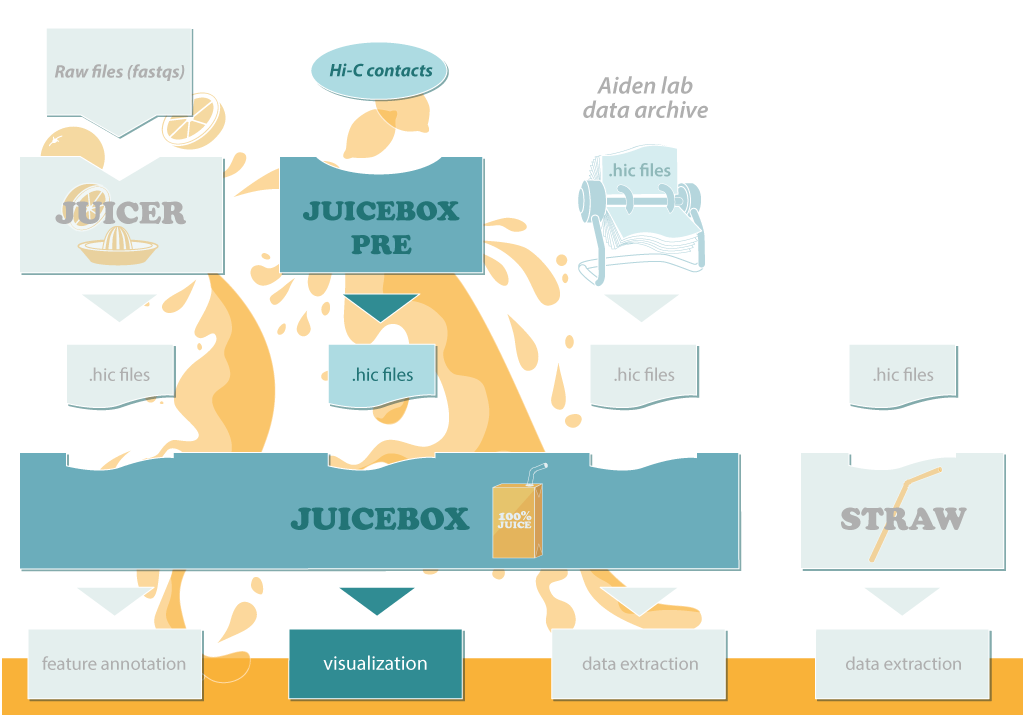 Raw files (fastqs)
Hi-C contacts
Aiden lab
data archive
.hic files
JUICER
JUICEBOX
PRE
.hic files
.hic files
.hic files
.hic files
JUICEBOX
100%
JUICE
STRAW
feature annotation
visualization
data extraction
data extraction